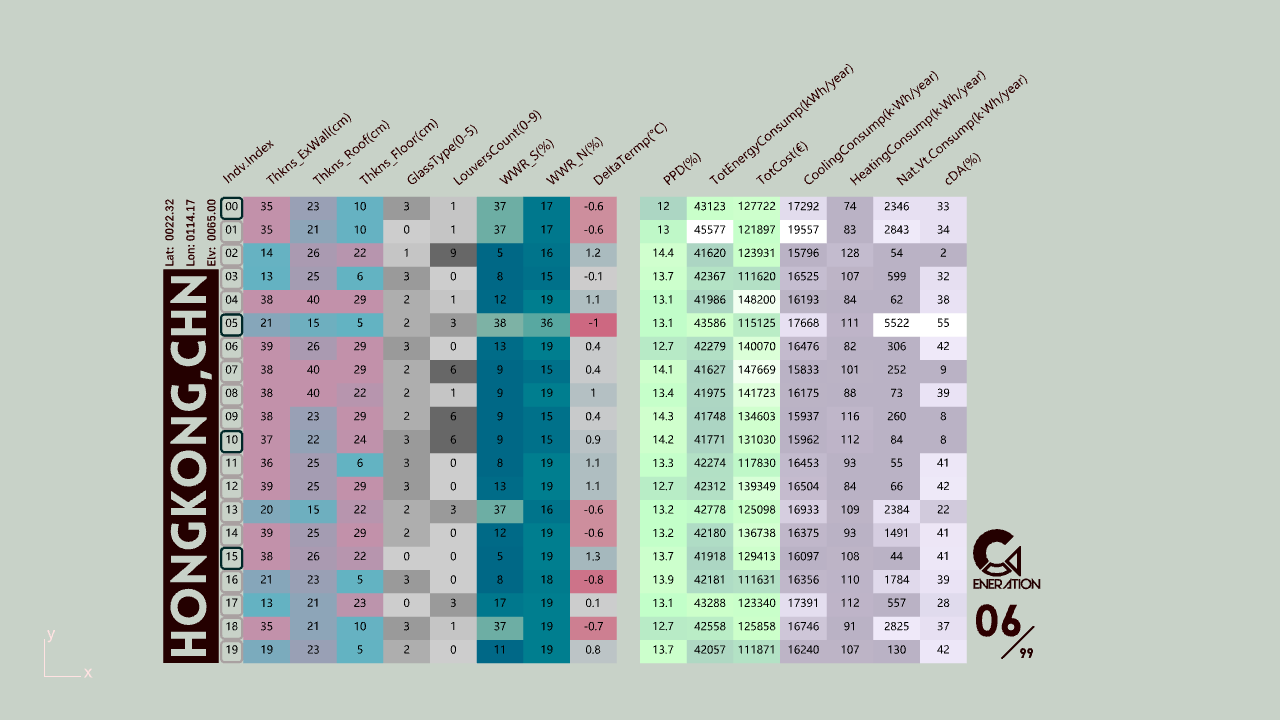 Indv.Index Thkns_ExWall(cm) Thkns_Roof(cm) Thkns_Floor(cm) GlassType(0-5) LouversCount(0-9) WWR_S(%) WWR_N(%) DeltaTermp(°C) PPD(%) TotEnergyConsump(kWh/year) TotCost(€) CoolingConsump(k·Wh/year) HeatingConsump(k·Wh/year) Nat.Vt.Consump(k·Wh/year) cDA(%)
Lat: 0022.32
Lon: 0114.17
Elv: 0065.00
HONGKONG,CHN
00 35 23 10 3 1 37 17 -0.6 12 43123 127722 17292 74 2346 33
01 35 21 10 0 1 37 17 -0.6 13 45577 121897 19557 83 2843 34
02 14 26 22 1 9 5 16 1.2 14.4 41620 123931 15796 128 54 2
03 13 25 6 3 0 8 15 -0.1 13.7 42367 111620 16525 107 599 32
04 38 40 29 2 1 12 19 1.1 13.1 41986 148200 16193 84 62 38
05 21 15 5 2 3 38 36 -1 13.1 43586 115125 17668 111 5522 55
06 39 26 29 3 0 13 19 0.4 12.7 42279 140070 16476 82 306 42
07 38 40 29 2 6 9 15 0.4 14.1 41627 147669 15833 101 252 9
08 38 40 22 2 1 9 19 1 13.4 41975 141723 16175 88 73 39
09 38 23 29 2 6 9 15 0.4 14.3 41748 134603 15937 116 260 8
10 37 22 24 3 6 9 15 0.9 14.2 41771 131030 15962 112 84 8
11 36 25 6 3 0 8 19 1.1 13.3 42274 117830 16453 93 55 41
12 39 25 29 3 0 13 19 1.1 12.7 42312 139349 16504 84 66 42
13 20 15 22 2 3 37 16 -0.6 13.2 42778 125098 16933 109 2384 22
14 39 25 29 2 0 12 19 -0.6 13.2 42180 136738 16375 93 1491 41
15 38 26 22 0 0 5 19 1.3 13.7 41918 129413 16097 108 44 41
16 21 23 5 3 0 8 18 -0.8 13.9 42181 111631 16356 110 1784 39
17 13 21 23 0 3 17 19 0.1 13.1 43288 123340 17391 112 557 28
18 35 21 10 3 1 37 19 -0.7 12.7 42558 125858 16746 91 2825 37
19 19 23 5 2 0 11 19 0.8 13.7 42057 111871 16240 107 130 42
ENERATION
06/99
y
x